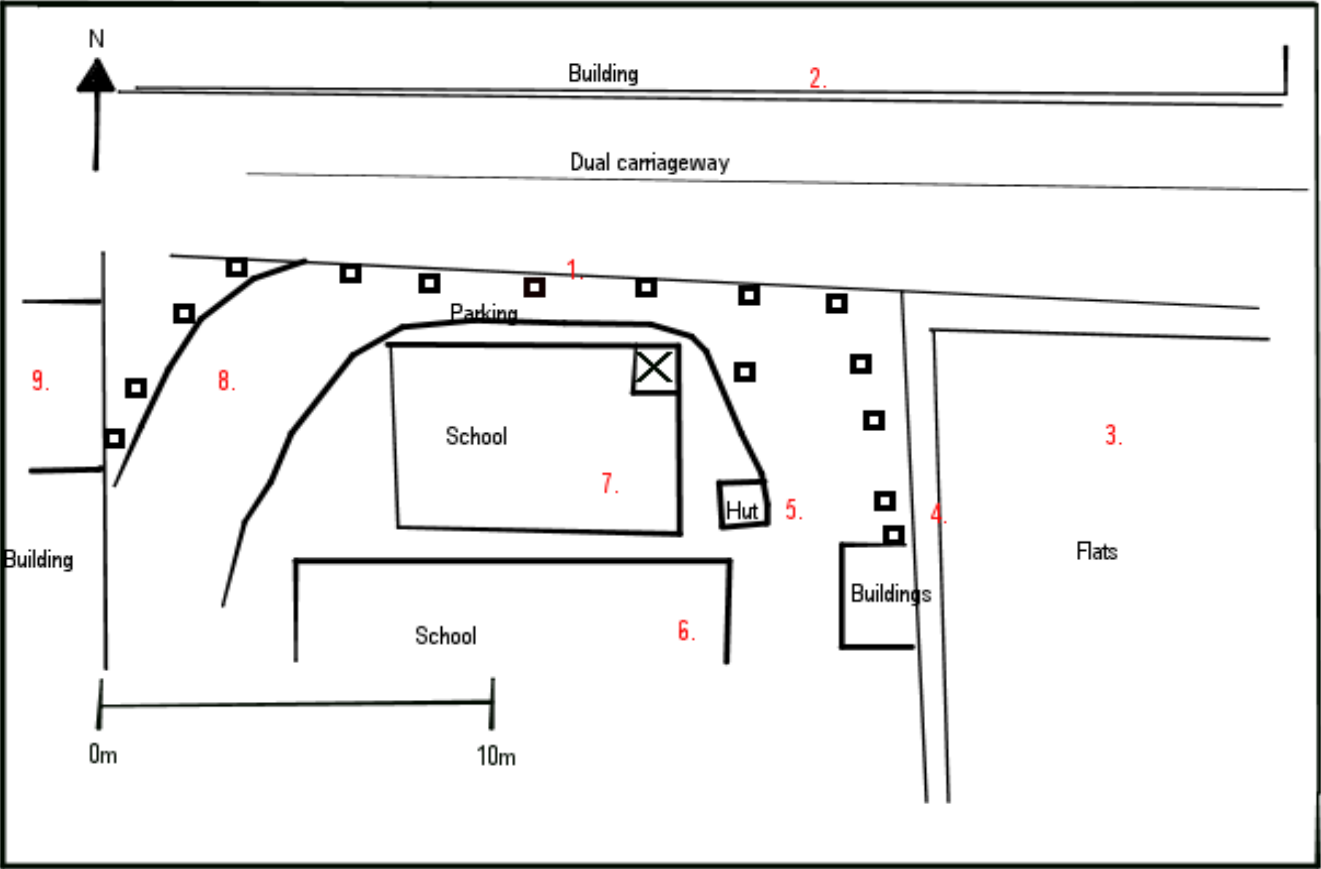 N
Building
2.
Dual carriageway
1.
Parking
9.
8.
School
3.
7.
Hut
5.
4.
Building
Flats
Buildings
School
6.
0m
10m